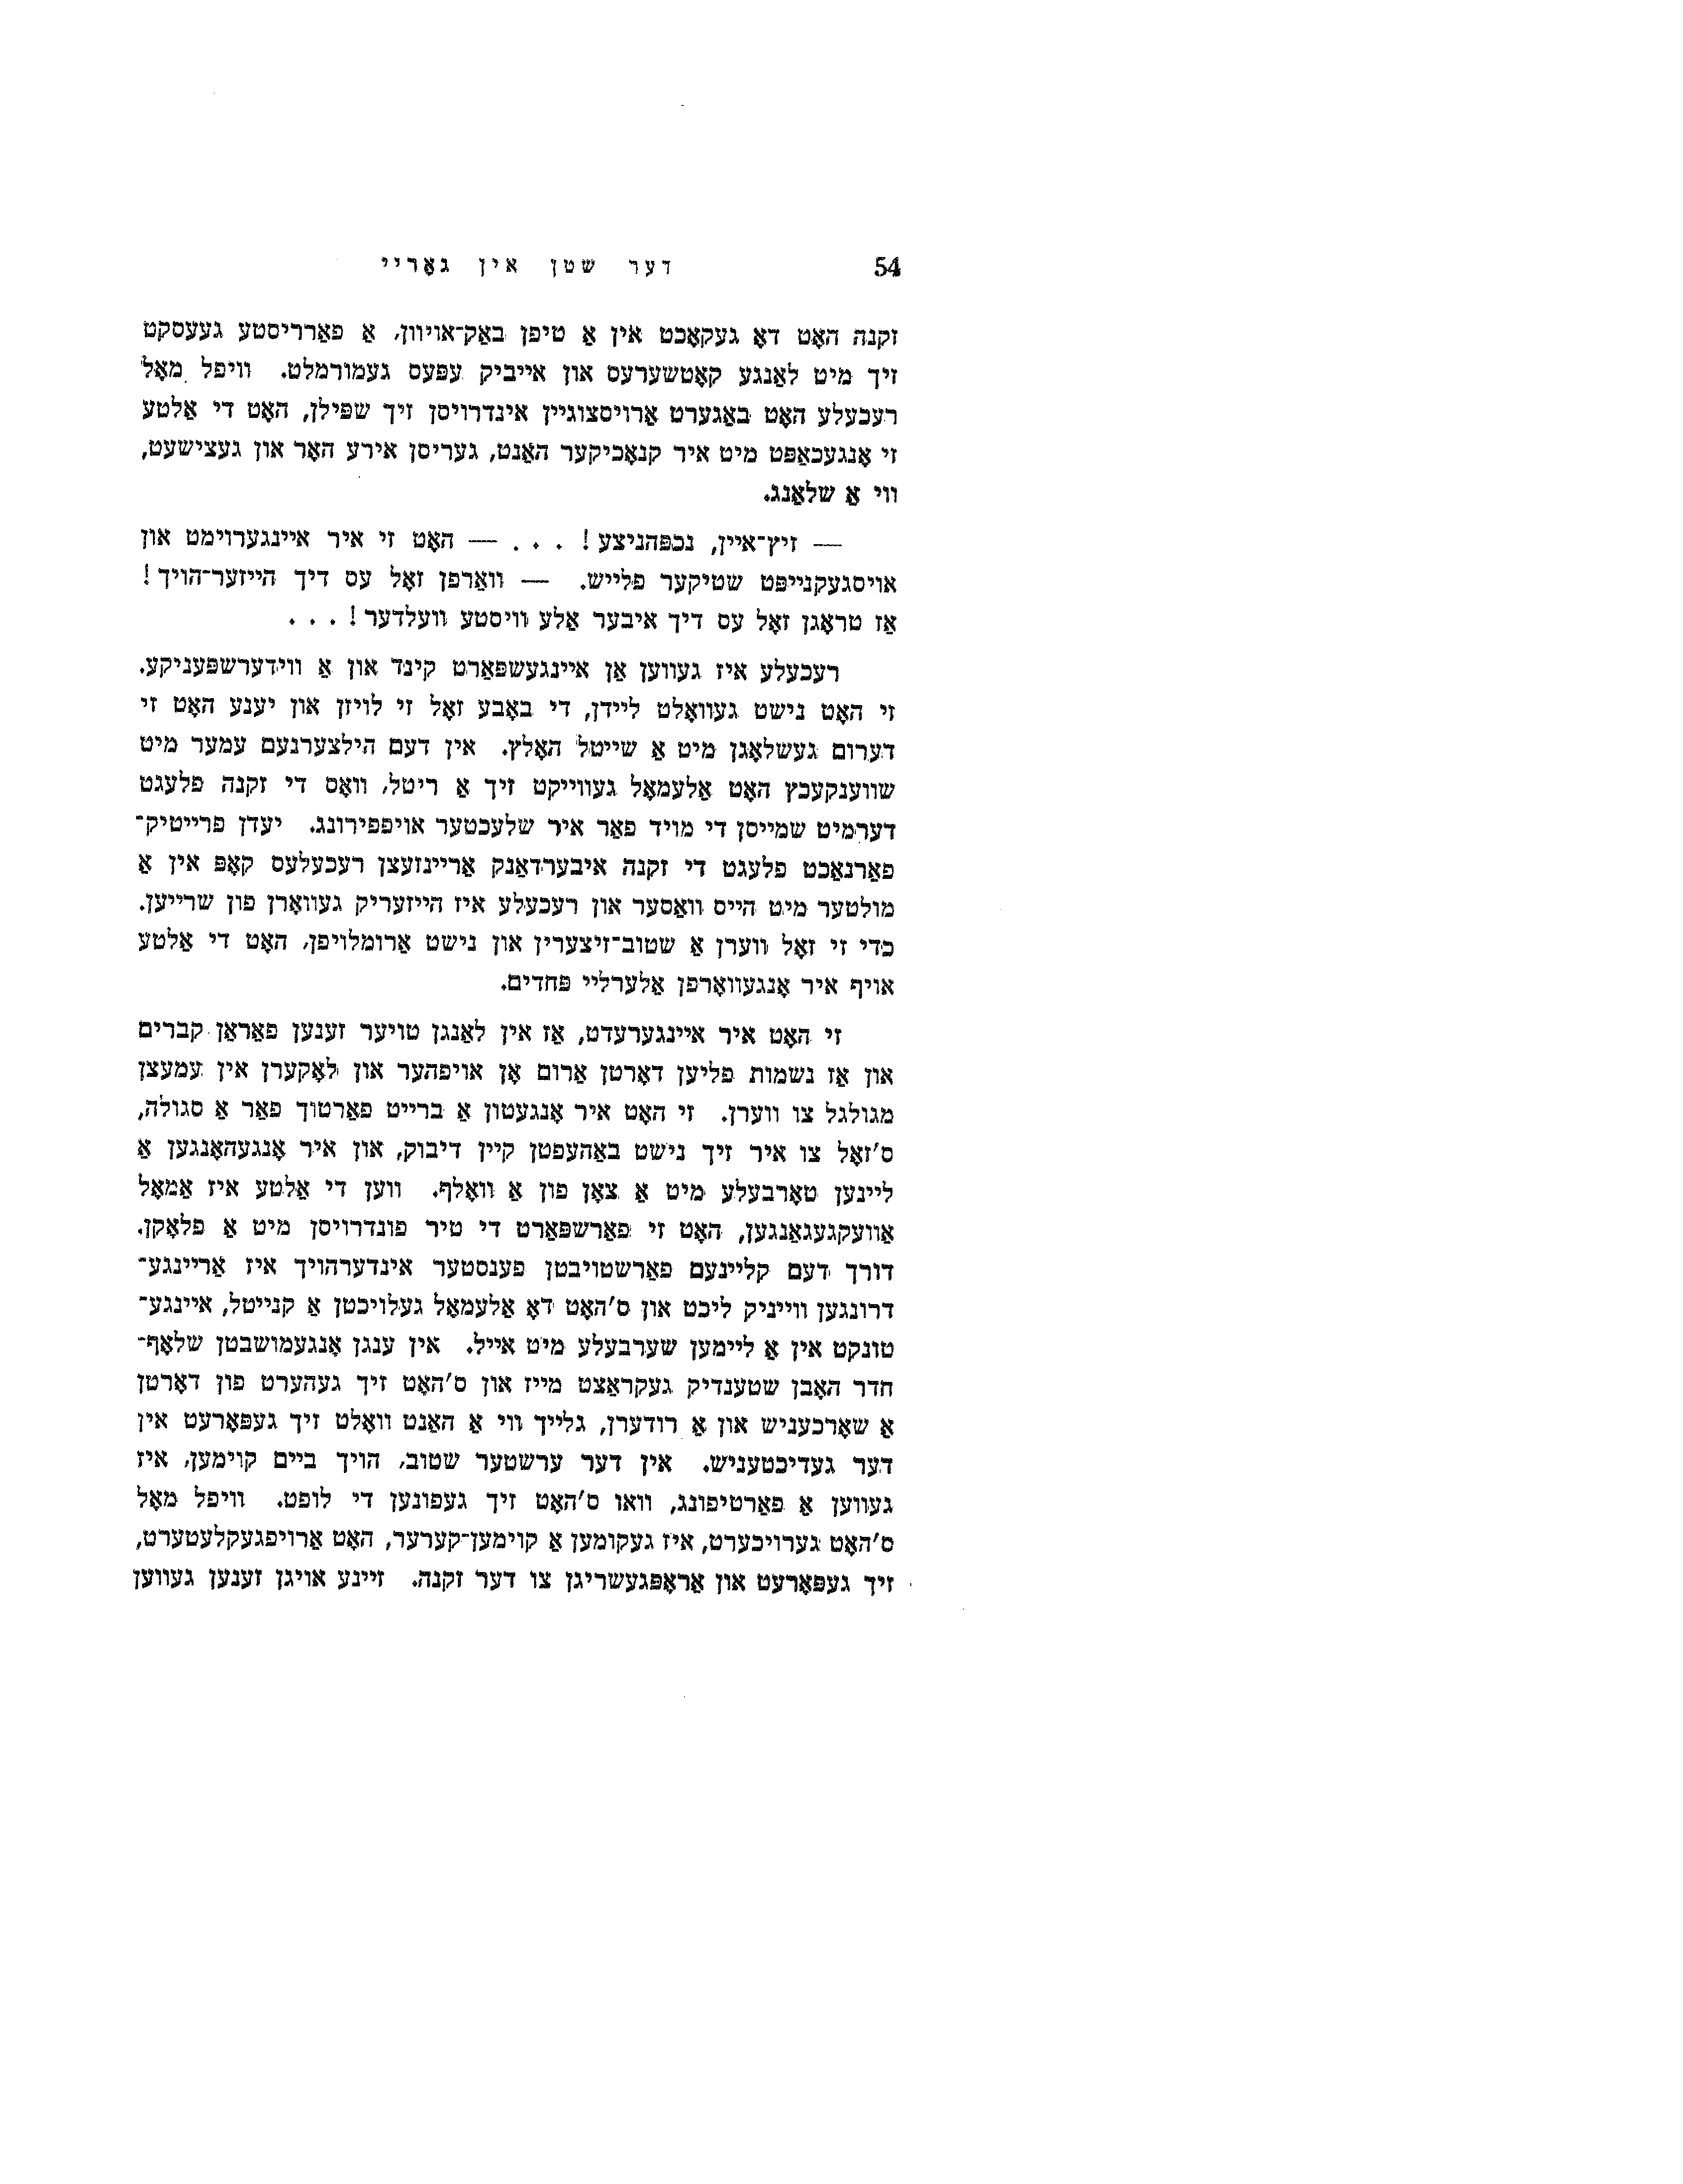 54 דער שטן אין גאָריי
זקנה האָט דאָ געקאָכט אין אַ טיפן באַק־אויוון, אַ פאַרריסטע געעסקט
זיך מיט לאַנגע קאָטשערעס און אייביק עפּעס געמורמלט. וויפל מאָל
רעכעלע האָט באַגערט אַרויסצוגיין אינדרויסן זיך שפּילן, האָט די אַלטע
זי אָנגעכאַפּט מיט איר קנאָכיקער האַנט, געריסן אירע האָר און געצישעט,
ווי אַ שלאַנג.
— זיץ־איין, נכפּהניצע! . . . — האָט זי איר איינגערוימט און
אויסגעקנייפּט שטיקער פלייש. — וואַרפן זאָל עס דיך הייזער־הויך!
אַז טראָגן זאָל עס דיך איבער אַלע וויסטע וועלדער! . . .
רעכעלע איז געווען אַן איינגעשפּאַרט קינד און אַ ווידערשפּעניקע.
זי האָט נישט געוואָלט ליידן, די באָבע זאָל זי לויזן און יענע האָט זי
דערום געשלאָגן מיט אַ שייטל האָלץ. אין דעם הילצערנעם עמער מיט
שווענקעכץ האָט אַלעמאָל געווייקט זיך אַ ריטל, וואָס די זקנה פלעגט
דערמיט שמייסן די מויד פאַר איר שלעכטער אויפפירונג. יעדן פרייטיק־
פאַרנאַכט פלעגט די זקנה איבערדאַנק אַריינזעצן רעכעלעס קאָפּ אין אַ
מולטער מיט הייס וואַסער און רעכעלע איז הייזעריק געוואָרן פון שרייען.
כדי זי זאָל ווערן אַ שטוב־זיצערין און נישט אַרומלויפן, האָט די אַלטע
אויף איר אָנגעוואָרפן אַלערליי פּחדים.
זי האָט איר איינגערעדט, אַז אין לאַנגן טויער זענען פאַראַן קברים
און אַז נשמות פליען דאָרטן אַרום אָן אויפהער און לאָקערן אין עמעצן
מגולגל צו ווערן. זי האָט איר אָנגעטון אַ ברייט פאַרטוך פאַר אַ סגולה,
ס'זאָל צו איר זיך נישט באַהעפטן קיין דיבוק, און איר אָנגעהאָנגען אַ
ליינען טאָרבעלע מיט אַ צאָן פון אַ וואָלף. ווען די אַלטע איז אַמאָל
אַוועקגעגאַנגען, האָט זי פאַרשפּאַרט די טיר פונדרויסן מיט אַ פלאָקן.
דורך דעם קליינעם פאַרשטויבטן פענסטער אינדערהויך איז אַריינגע־
דרונגען ווייניק ליכט און ס'האָט דאָ אַלעמאָל געלויכטן אַ קנייטל, איינגע־
טונקט אין אַ ליימען שערבעלע מיט אייל. אין ענגן אָנגעמושבטן שלאָף־
חדר האָבן שטענדיק געקראַצט מייז און ס'האָט זיך געהערט פון דאָרטן
אַ שאָרכעניש און אַ רודערן, גלייך ווי אַ האַנט וואָלט זיך געפּאָרעט אין
דער געדיכטעניש. אין דער ערשטער שטוב, הויך ביים קוימען, איז
געווען אַ פאַרטיפונג, וואו ס'האָט זיך געפונען די לופט. וויפל מאָל
ס'האָט גערויכערט, איז געקומען אַ קוימען־קערער, האָט אַרויפגעקלעטערט,
זיך געפּאָרעט און אַראָפּגעשריגן צו דער זקנה. זיינע אויגן זענען געווען